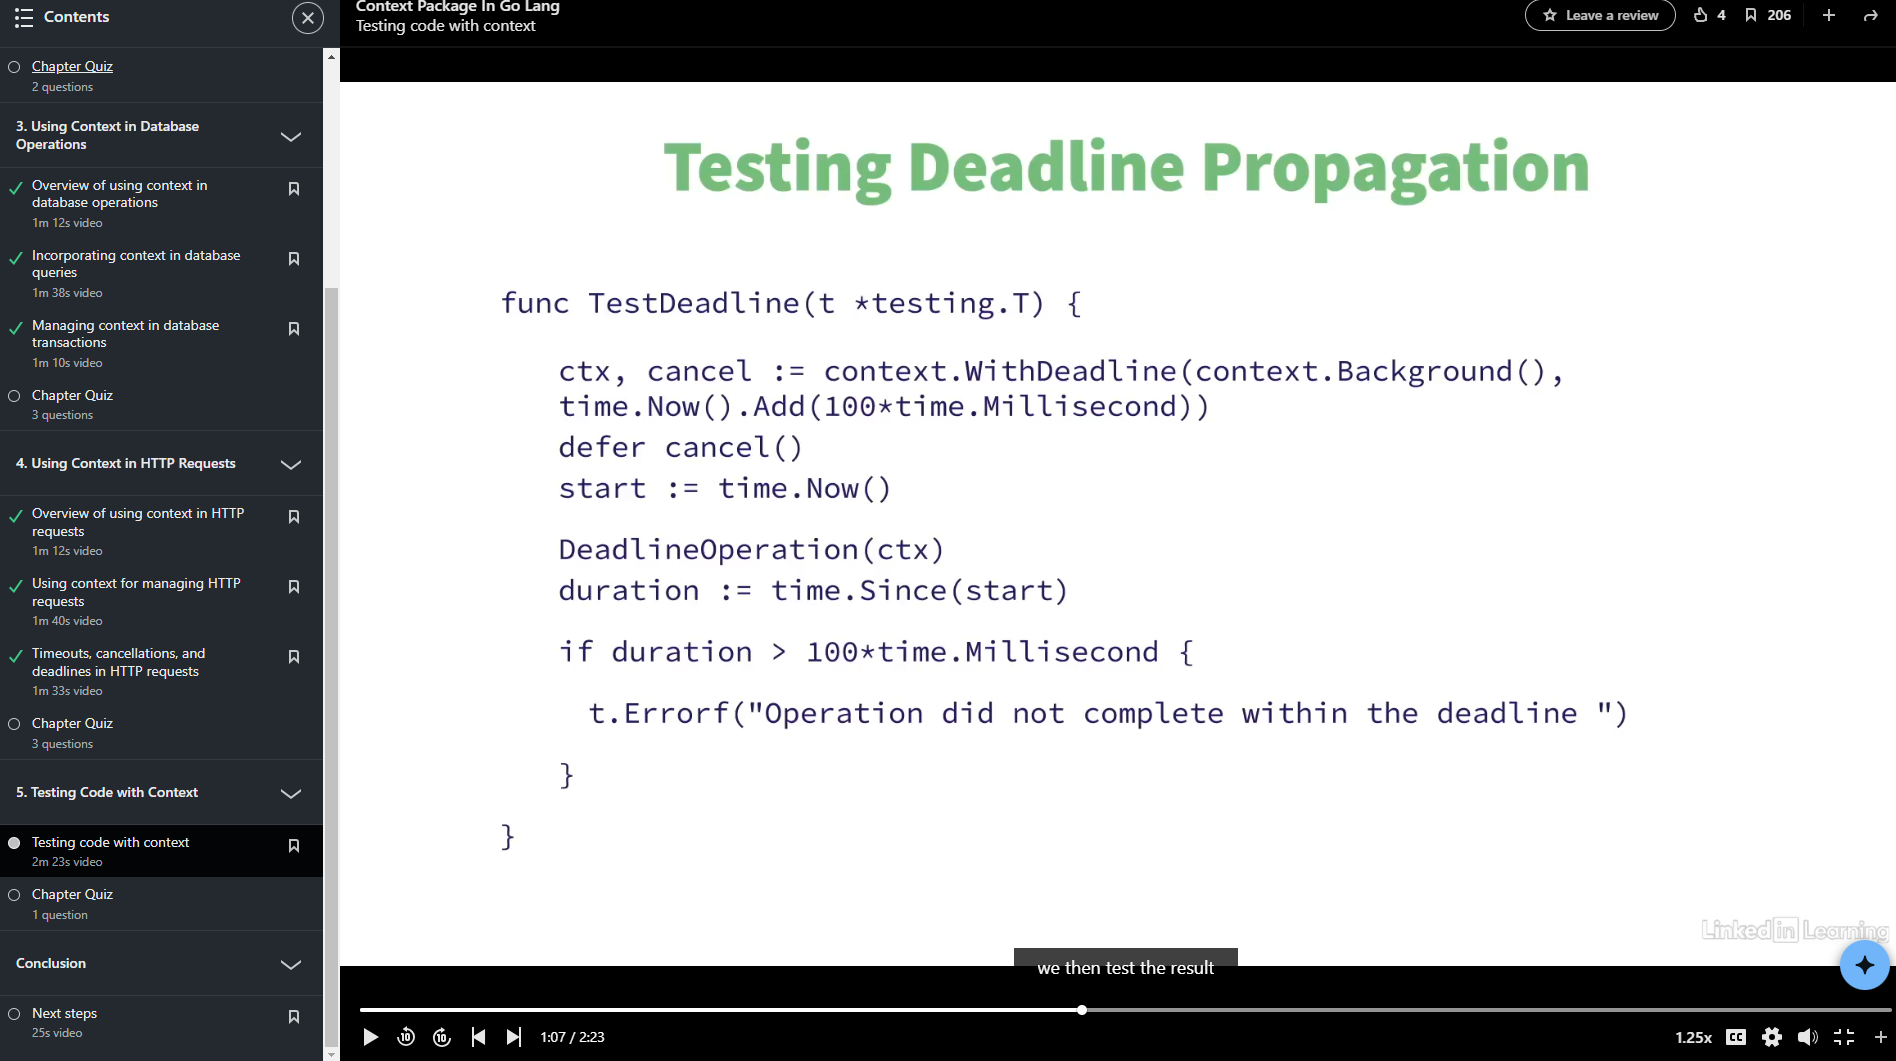 Contents
Chapter Quiz
2 questions
3. Using Context in Database
Operations
Overview of using context in
database operations
1m 12s video
Incorporating context in database
queries
1m 38s video
Managing context in database
transactions
1m 10s video
Chapter Quiz
3 questions
4. Using Context in HTTP Requests
Overview of using context in HTTP
requests
1m 12s video
Using context for managing HTTP
requests
1m 40s video
Timeouts, cancellations, and
deadlines in HTTP requests
1m 33s video
Chapter Quiz
3 questions
5. Testing Code with Context
Testing code with context
2m 23s video
Chapter Quiz
1 question
Conclusion
Next steps
25s video
Context Package In Go Lang
Testing code with context
Leave a review
4
206
Testing Deadline Propagation
func TestDeadline(t *testing.T) {
ctx, cancel := context.WithDeadline(context.Background(),
time.Now().Add(100*time.Millisecond))
defer cancel()
start := time.Now()
DeadlineOperation(ctx)
duration := time.Since(start)
if duration > 100*time.Millisecond {
t.Errorf("Operation did not complete within the deadline ")
}
}
Linked in Learning
we then test the result
10
10
1:07 / 2:23
1.25x
CC